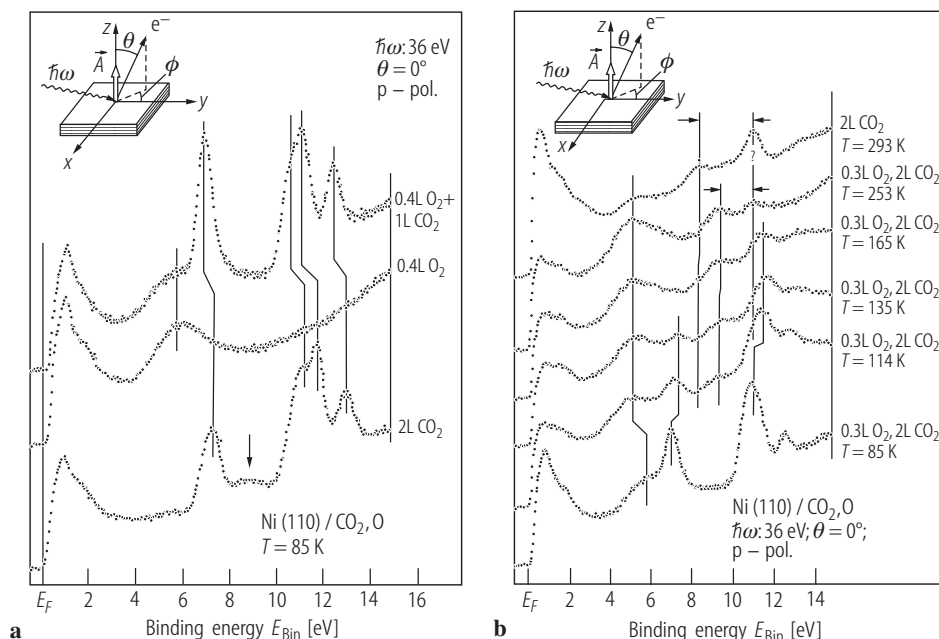 z
e⁻
θ
A
ϕ
ħω
y
x
ħω: 36 eV
θ = 0°
p – pol.
0.4L O₂+
1L CO₂
0.4L O₂
2L CO₂
Ni (110) / CO₂, O
T = 85 K
E_F 2 4 6 8 10 12 14 16
a
Binding energy E_Bin [eV]
z
e⁻
θ
A
ϕ
ħω
y
x
2L CO₂
T = 293 K
?
0.3L O₂, 2L CO₂
T = 253 K
0.3L O₂, 2L CO₂
T = 165 K
0.3L O₂, 2L CO₂
T = 135 K
0.3L O₂, 2L CO₂
T = 114 K
0.3L O₂, 2L CO₂
T = 85 K
Ni (110) / CO₂, O
ħω: 36 eV; θ = 0°;
p – pol.
E_F 2 4 6 8 10 12 14
b
Binding energy E_Bin [eV]